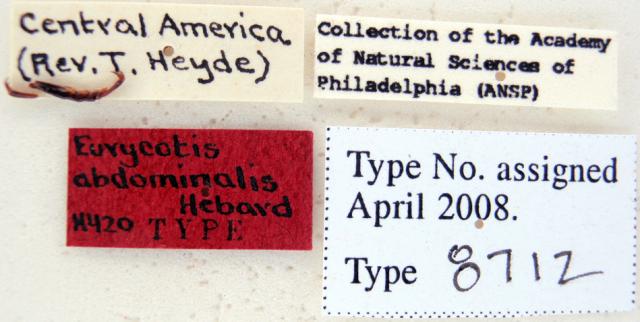 Central America
(Rev. T. Heyde)
Collection of the Academy
of Natural Sciences of
Philadelphia (ANSP)
Eurycotis
abdominalis
Hebard
H420 TYPE
Type No. assigned
April 2008.
Type 8712